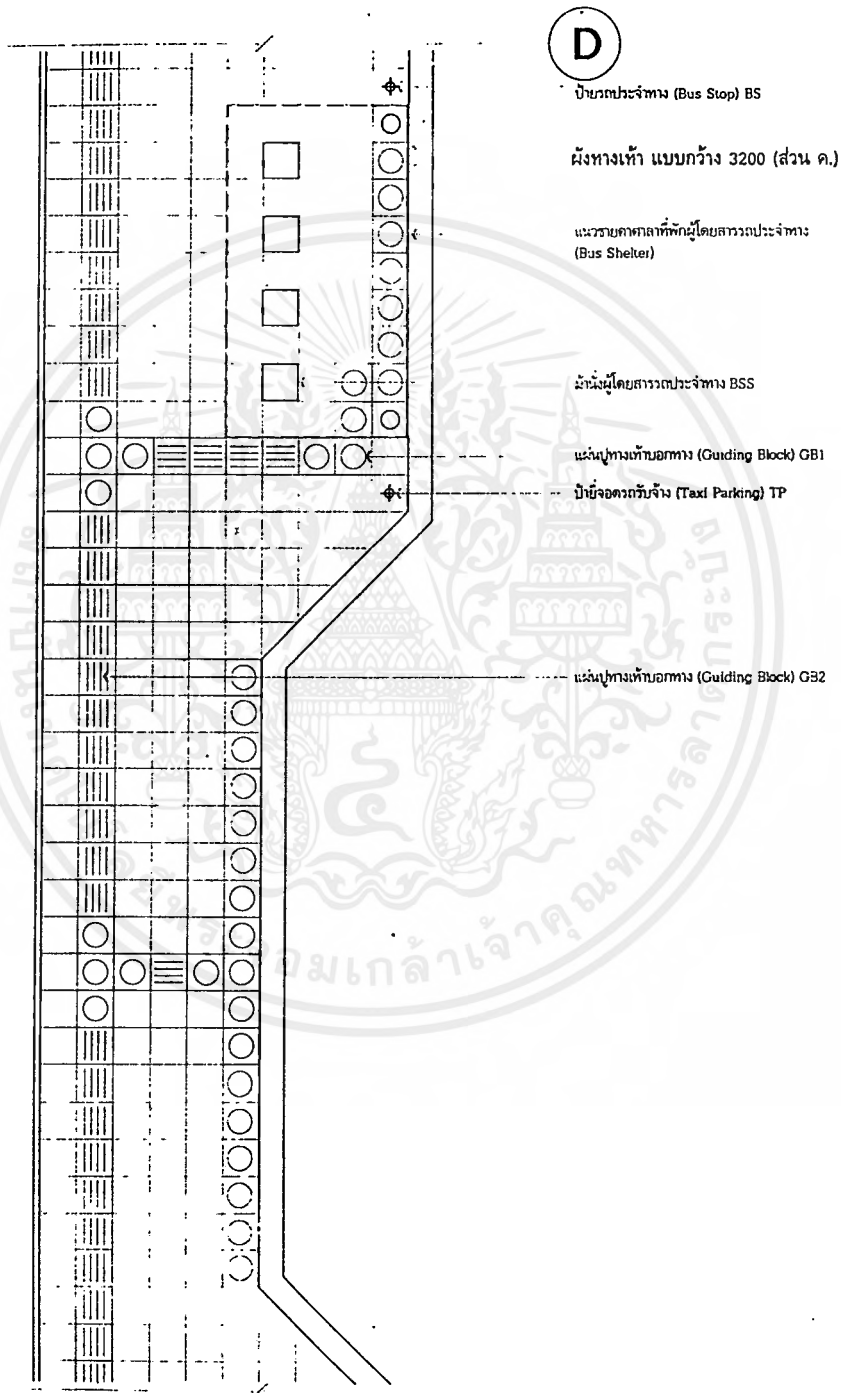 D
ป้ายรถประจำทาง (Bus Stop) BS
ผังทางเท้า แบบกว้าง 3200 (ส่วน ค.)
แนวชายคาศาลาที่พักผู้โดยสารรถประจำทาง
(Bus Shelter)
ม้านั่งผู้โดยสารรถประจำทาง BSS
แผ่นปูทางเท้าบอกทาง (Guiding Block) GB1
ป้ายที่จอดรถรับจ้าง (Taxi Parking) TP
แผ่นปูทางเท้าบอกทาง (Guiding Block) GB2